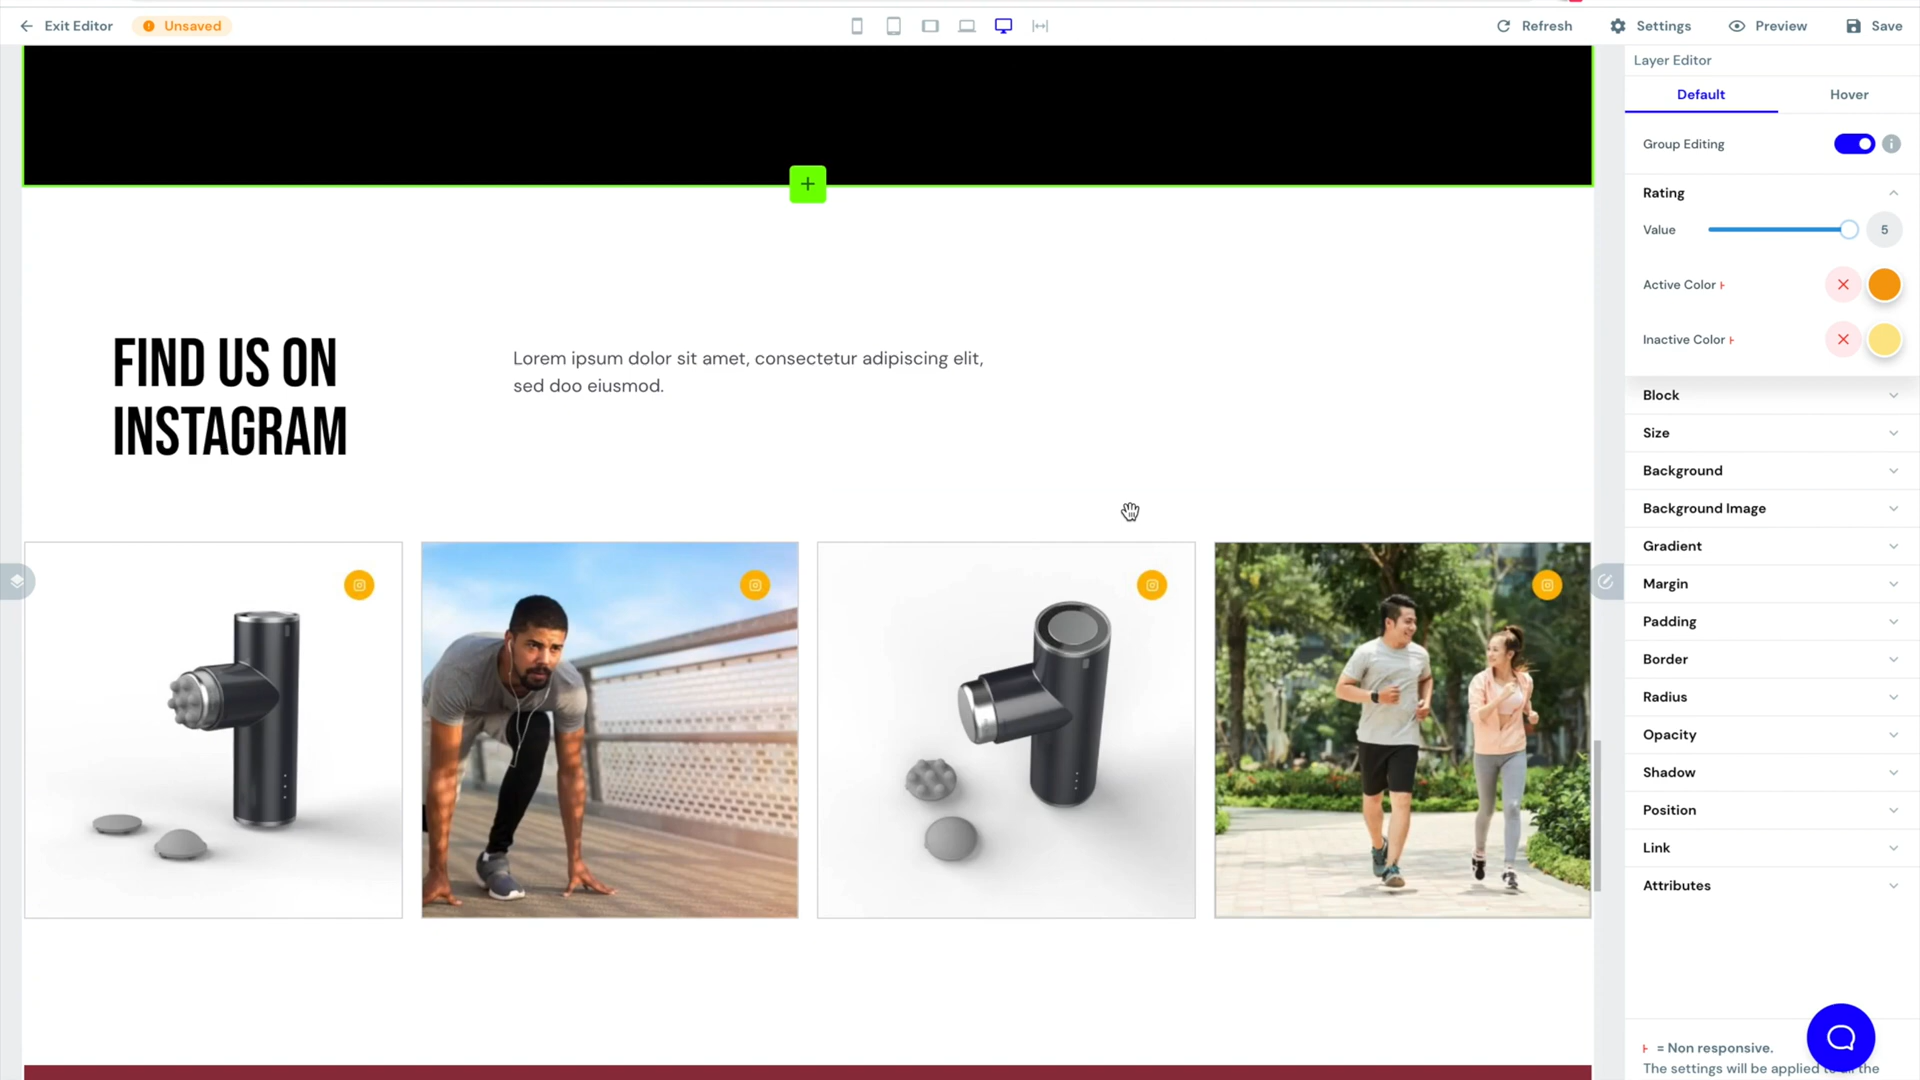 Exit Editor
Unsaved
Refresh
Settings
Preview
Save
Layer Editor
Default
Hover
Group Editing
Rating
Value
5
Active Color
Inactive Color
Block
Size
Background
Background Image
Gradient
Margin
Padding
Border
Radius
Opacity
Shadow
Position
Link
Attributes
= Non responsive.
The settings will be applied to all the
FIND US ON
INSTAGRAM
Lorem ipsum dolor sit amet, consectetur adipiscing elit,
sed doo eiusmod.